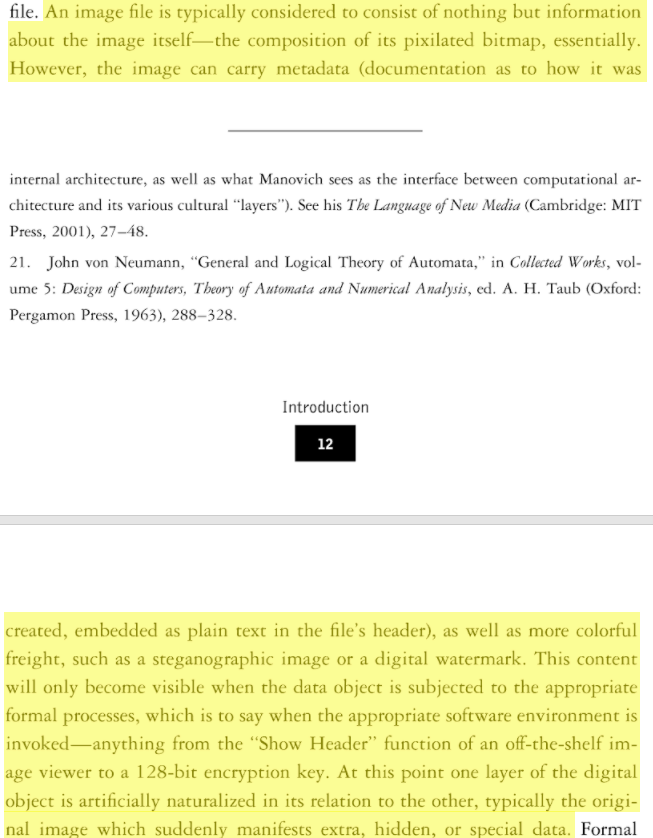 file. An image file is typically considered to consist of nothing but information
about the image itself—the composition of its pixilated bitmap, essentially.
However, the image can carry metadata (documentation as to how it was
internal architecture, as well as what Manovich sees as the interface between computational ar-
chitecture and its various cultural “layers”). See his The Language of New Media (Cambridge: MIT
Press, 2001), 27–48.
21. John von Neumann, “General and Logical Theory of Automata,” in Collected Works, vol-
ume 5: Design of Computers, Theory of Automata and Numerical Analysis, ed. A. H. Taub (Oxford:
Pergamon Press, 1963), 288–328.
Introduction
12
created, embedded as plain text in the file’s header), as well as more colorful
freight, such as a steganographic image or a digital watermark. This content
will only become visible when the data object is subjected to the appropriate
formal processes, which is to say when the appropriate software environment is
invoked—anything from the “Show Header” function of an off-the-shelf im-
age viewer to a 128-bit encryption key. At this point one layer of the digital
object is artificially naturalized in its relation to the other, typically the origi-
nal image which suddenly manifests extra, hidden, or special data. Formal